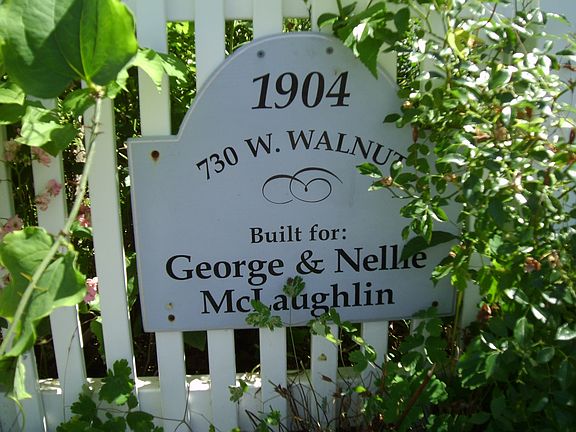 1904
730 W. WALNUT
Built for:
George & Nellie
McLaughlin